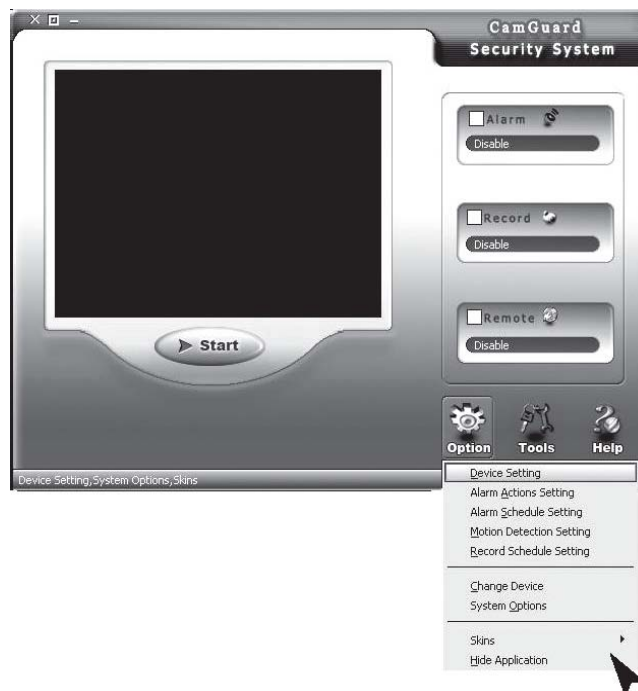 CamGuard
Security System
Alarm
Disable
Record
Disable
Remote
Disable
Start
Option Tools Help
Device Setting,System Options,Skins
Device Setting
Alarm Actions Setting
Alarm Schedule Setting
Motion Detection Setting
Record Schedule Setting
Change Device
System Options
Skins
Hide Application